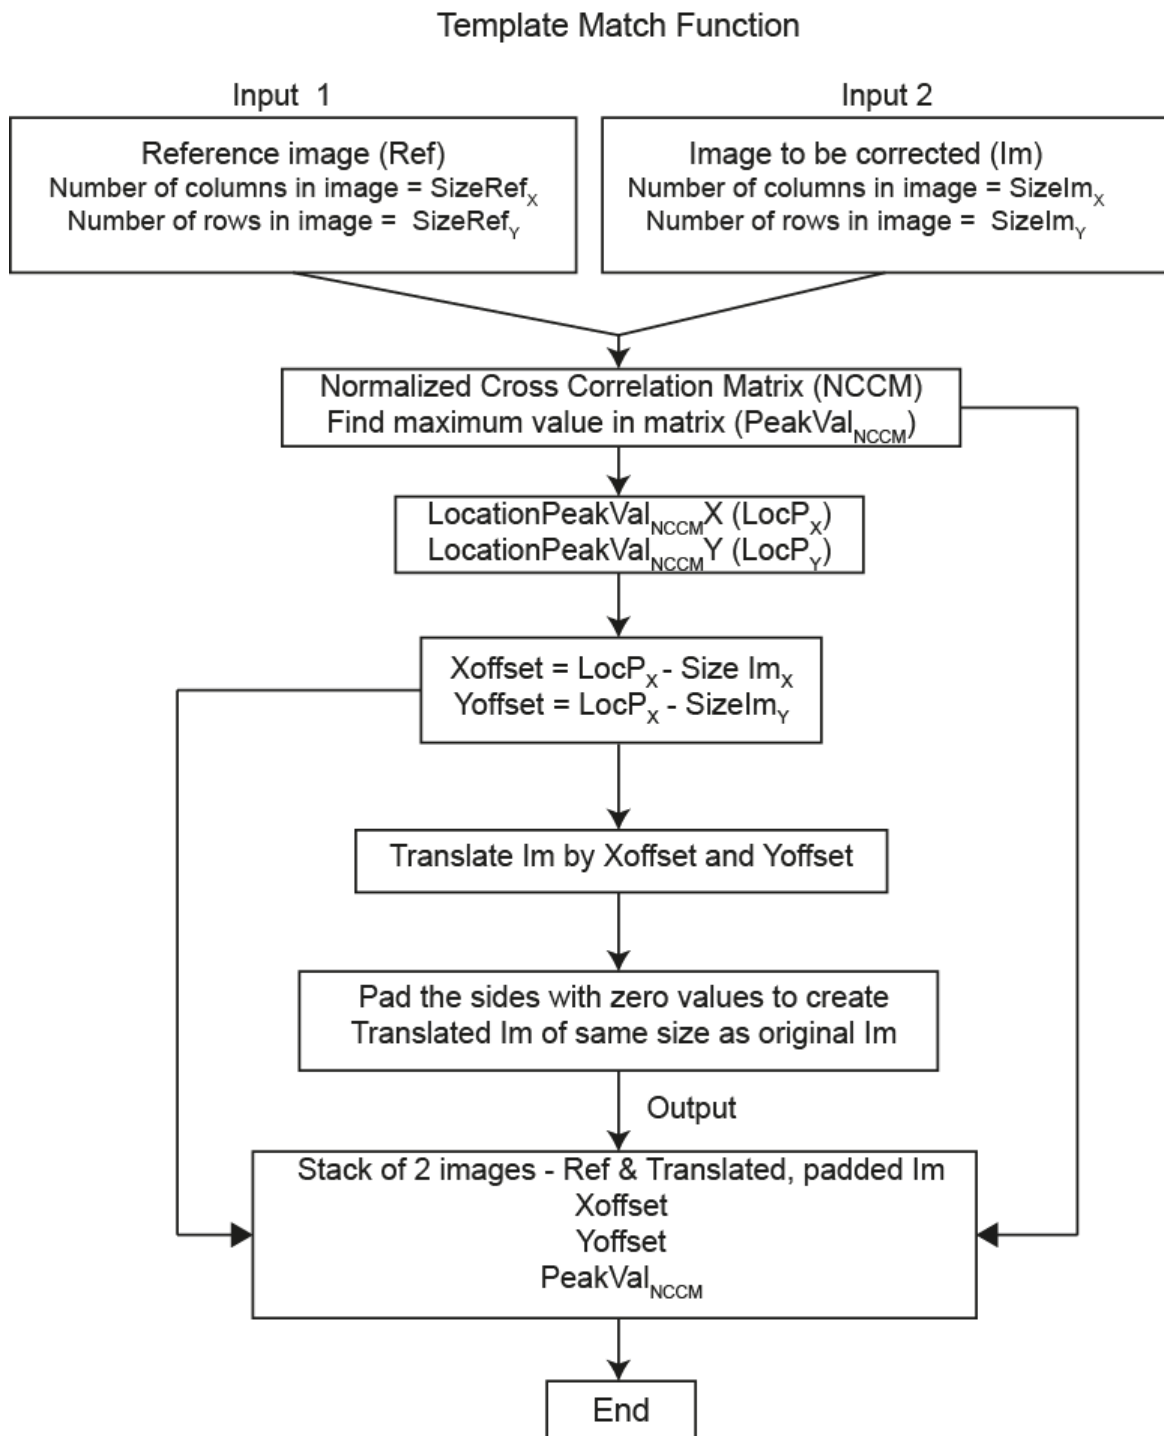 Template Match Function
Input 1
Input 2
Reference image (Ref)
Number of columns in image = SizeRefX
Number of rows in image = SizeRefY
Image to be corrected (Im)
Number of columns in image = SizeImX
Number of rows in image = SizeImY
Normalized Cross Correlation Matrix (NCCM)
Find maximum value in matrix (PeakValNCCM)
LocationPeakValNCCMX (LocPX)
LocationPeakValNCCMY (LocPY)
Xoffset = LocPX - Size ImX
Yoffset = LocPX - SizeImY
Translate Im by Xoffset and Yoffset
Pad the sides with zero values to create
Translated Im of same size as original Im
Output
Stack of 2 images - Ref & Translated, padded Im
Xoffset
Yoffset
PeakValNCCM
End